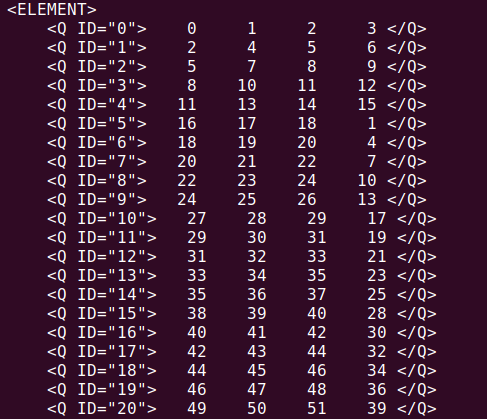 <ELEMENT>
<Q ID="0"> 0 1 2 3 </Q>
<Q ID="1"> 2 4 5 6 </Q>
<Q ID="2"> 5 7 8 9 </Q>
<Q ID="3"> 8 10 11 12 </Q>
<Q ID="4"> 11 13 14 15 </Q>
<Q ID="5"> 16 17 18 1 </Q>
<Q ID="6"> 18 19 20 4 </Q>
<Q ID="7"> 20 21 22 7 </Q>
<Q ID="8"> 22 23 24 10 </Q>
<Q ID="9"> 24 25 26 13 </Q>
<Q ID="10"> 27 28 29 17 </Q>
<Q ID="11"> 29 30 31 19 </Q>
<Q ID="12"> 31 32 33 21 </Q>
<Q ID="13"> 33 34 35 23 </Q>
<Q ID="14"> 35 36 37 25 </Q>
<Q ID="15"> 38 39 40 28 </Q>
<Q ID="16"> 40 41 42 30 </Q>
<Q ID="17"> 42 43 44 32 </Q>
<Q ID="18"> 44 45 46 34 </Q>
<Q ID="19"> 46 47 48 36 </Q>
<Q ID="20"> 49 50 51 39 </Q>